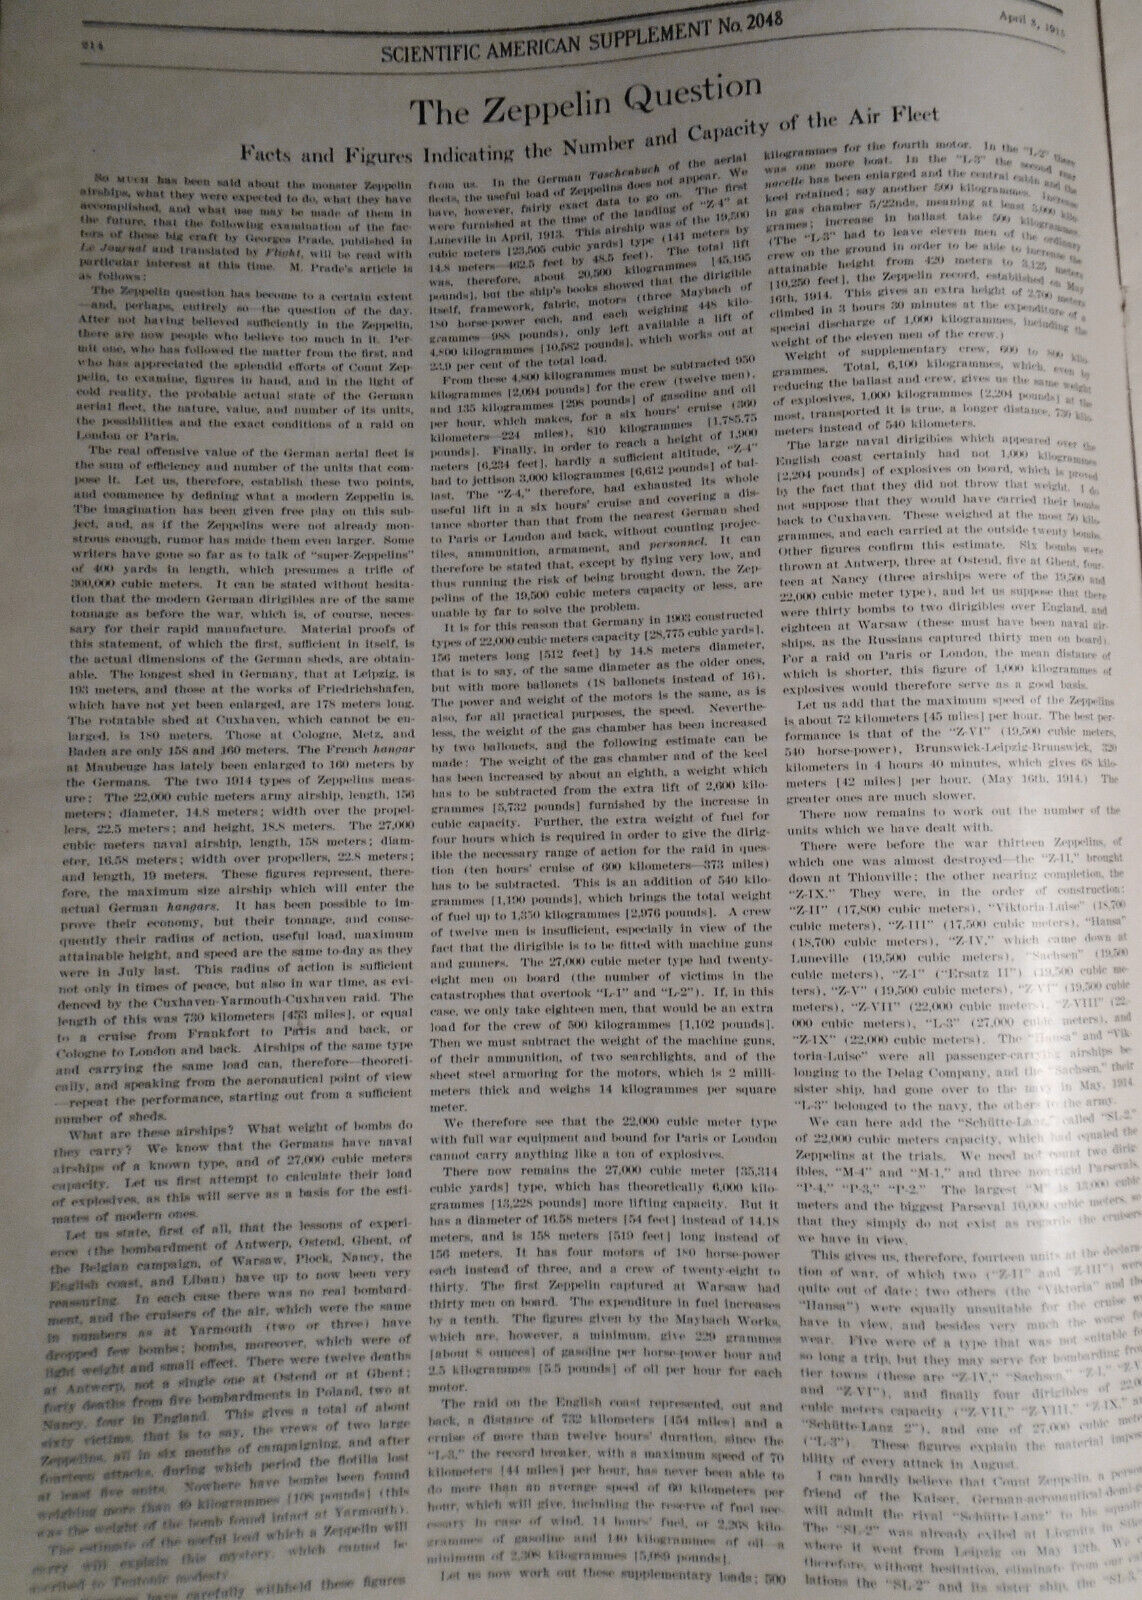 214
SCIENTIFIC AMERICAN SUPPLEMENT No. 2048
April 3, 1915
The Zeppelin Question
Facts and Figures Indicating the Number and Capacity of the Air Fleet
SO MUCH has been said about the monster Zeppelin
airships, what they were expected to do, what they have
accomplished, and what use may be made of them in
the future, that the following examination of the fac-
tors of these big craft by Georges Prade, published in
Le Journal and translated by Flight, will be read with
particular interest at this time. M. Prade's article is
as follows:
The Zeppelin question has become to a certain extent
—and, perhaps, entirely so—the question of the day.
After not having believed sufficiently in the Zeppelin,
there are now people who believe too much in it. Per-
mit one, who has followed the matter from the first, and
who has appreciated the splendid efforts of Count Zep-
pelin, to examine, figures in hand, and in the light of
cold reality, the probable actual state of the German
aerial fleet, the nature, value, and number of its units,
the possibilities and the exact conditions of a raid on
London or Paris.
The real offensive value of the German aerial fleet is
the sum of efficiency and number of the units that com-
pose it. Let us, therefore, establish these two points,
and commence by defining what a modern Zeppelin is.
The imagination has been given free play on this sub-
ject, and, as if the Zeppelins were not already mon-
strous enough, rumor has made them even larger. Some
writers have gone so far as to talk of "super-Zeppelins"
of 400 yards in length, which presumes a trifle of
300,000 cubic meters. It can be stated without hesita-
tion that the modern German dirigibles are of the same
tonnage as before the war, which is, of course, neces-
sary for their rapid manufacture. Material proofs of
this statement, of which the first, sufficient in itself, is
the actual dimensions of the German sheds, are obtain-
able. The longest shed in Germany, that at Leipzig, is
193 meters, and those at the works of Friedrichshafen,
which have not yet been enlarged, are 178 meters long.
The rotatable shed at Cuxhaven, which cannot be en-
larged, is 180 meters. Those at Cologne, Metz, and
Baden are only 158 and 160 meters. The French hangar
at Maubeuge has lately been enlarged to 160 meters by
the Germans. The two 1914 types of Zeppelins meas-
ure: The 22,000 cubic meters army airship, length, 156
meters; diameter, 14.8 meters; width over the propel-
lers, 22.5 meters; and height, 18.8 meters. The 27,000
cubic meters naval airship, length, 158 meters; diam-
eter, 16.58 meters; width over propellers, 22.8 meters;
and length, 19 meters. These figures represent, there-
fore, the maximum size airship which will enter the
actual German hangars. It has been possible to im-
prove their economy, but their tonnage, and conse-
quently their radius of action, useful load, maximum
attainable height, and speed are the same to-day as they
were in July last. This radius of action is sufficient
not only in times of peace, but also in war time, as evi-
denced by the Cuxhaven-Yarmouth-Cuxhaven raid. The
length of this was 730 kilometers [453 miles], or equal
to a cruise from Frankfort to Paris and back, or
Cologne to London and back. Airships of the same type
and carrying the same load can, therefore—theoreti-
cally, and speaking from the aeronautical point of view
—repeat the performance, starting out from a sufficient
number of sheds.
What are these airships? What weight of bombs do
they carry? We know that the Germans have naval
airships of a known type, and of 27,000 cubic meters
capacity. Let us first attempt to calculate their load
of explosives, as this will serve as a basis for the esti-
mates of modern ones.
Let us state, first of all, that the lessons of experi-
ence (the bombardment of Antwerp, Ostend, Ghent, of
the Belgian campaign, of Warsaw, Plock, Nancy, the
English coast, and Libau) have up to now been very
reassuring. In each case there was no real bombard-
ment, and the cruisers of the air, which were the same
in numbers as at Yarmouth (two or three) have
dropped few bombs; bombs, moreover, which were of
light weight and small effect. There were twelve deaths
at Antwerp, not a single one at Ostend or at Ghent;
forty deaths from five bombardments in Poland, two at
Nancy, four in England. This gives a total of about
sixty victims, that is to say, the crews of two large
Zeppelins, all in six months of campaigning, and after
fourteen attacks, during which period the flotilla lost
at least five units. Nowhere have bombs been found
weighing more than 49 kilogrammes [108 pounds] (this
was the weight of the bomb found intact at Yarmouth).
The estimate of the useful load which a Zeppelin will
carry will explain this mystery, which cannot be
ascribed to Teutonic modesty.
have carefully withheld these figures
from us. In the German Taschenbuch of the aerial
fleets, the useful load of Zeppelins does not appear. We
have, however, fairly exact data to go on. The first
were furnished at the time of the landing of "Z-4" at
Luneville in April, 1913. This airship was of the 19,500
cubic meters [23,505 cubic yards] type (141 meters by
14.8 meters—462.5 feet by 48.5 feet). The total lift
was, therefore, about 20,500 kilogrammes [45,195
pounds], but the ship's books showed that the dirigible
itself, framework, fabric, motors (three Maybach of
180 horse-power each, and each weighing 448 kilo-
grammes—988 pounds), only left available a lift of
4,800 kilogrammes [10,582 pounds], which works out at
23.9 per cent of the total load.
From these 4,800 kilogrammes must be subtracted 950
kilogrammes [2,094 pounds] for the crew (twelve men),
and 135 kilogrammes [298 pounds] of gasoline and oil
per hour, which makes, for a six hours' cruise (360
kilometers—224 miles), 810 kilogrammes [1,785.75
pounds]. Finally, in order to reach a height of 1,900
meters [6,234 feet], hardly a sufficient altitude, "Z-4"
had to jettison 3,000 kilogrammes [6,612 pounds] of bal-
last. The "Z-4," therefore, had exhausted its whole
useful lift in a six hours' cruise and covering a dis-
tance shorter than that from the nearest German shed
to Paris or London and back, without counting projec-
tiles, ammunition, armament, and personnel. It can
therefore be stated that, except by flying very low, and
thus running the risk of being brought down, the Zep-
pelins of the 19,500 cubic meters capacity or less, are
unable by far to solve the problem.
It is for this reason that Germany in 1903 constructed
types of 22,000 cubic meters capacity [28,775 cubic yards],
156 meters long [512 feet] by 14.8 meters diameter,
that is to say, of the same diameter as the older ones,
but with more ballonets (18 ballonets instead of 16).
The power and weight of the motors is the same, as is
also, for all practical purposes, the speed. Neverthe-
less, the weight of the gas chamber has been increased
by two ballonets, and the following estimate can be
made: The weight of the gas chamber and of the keel
has been increased by about an eighth, a weight which
has to be subtracted from the extra lift of 2,600 kilo-
grammes [5,732 pounds] furnished by the increase in
cubic capacity. Further, the extra weight of fuel for
four hours which is required in order to give the dirig-
ible the necessary range of action for the raid in ques-
tion (ten hours' cruise of 600 kilometers—373 miles)
has to be subtracted. This is an addition of 540 kilo-
grammes [1,190 pounds], which brings the total weight
of fuel up to 1,350 kilogrammes [2,976 pounds]. A crew
of twelve men is insufficient, especially in view of the
fact that the dirigible is to be fitted with machine guns
and gunners. The 27,000 cubic meter type had twenty-
eight men on board (the number of victims in the
catastrophes that overtook "L-1" and "L-2"). If, in this
case, we only take eighteen men, that would be an extra
load for the crew of 500 kilogrammes [1,102 pounds].
Then we must subtract the weight of the machine guns,
of their ammunition, of two searchlights, and of the
sheet steel armoring for the motors, which is 2 milli-
meters thick and weighs 14 kilogrammes per square
meter.
We therefore see that the 22,000 cubic meter type
with full war equipment and bound for Paris or London
cannot carry anything like a ton of explosives.
There now remains the 27,000 cubic meter [35,314
cubic yards] type, which has theoretically 6,000 kilo-
grammes [13,228 pounds] more lifting capacity. But it
has a diameter of 16.58 meters [54 feet] instead of 14.18
meters, and is 158 meters [519 feet] long instead of
156 meters. It has four motors of 180 horse-power
each instead of three, and a crew of twenty-eight to
thirty. The first Zeppelin captured at Warsaw had
thirty men on board. The expenditure in fuel increases
by a tenth. The figures given by the Maybach Works,
which are, however, a minimum, give 229 grammes
[about 8 ounces] of gasoline per horse-power hour and
2.5 kilogrammes [5.5 pounds] of oil per hour for each
motor.
The raid on the English coast represented, out and
back, a distance of 732 kilometers [454 miles] and a
cruise of more than twelve hours' duration, since the
"L-3," the record breaker, with a maximum speed of 70
kilometers [44 miles] per hour, has never been able to
do more than an average speed of 60 kilometers per
hour, which will give, including the reserve of fuel nec-
essary in case of wind, 14 hours' fuel, or 2,268 kilo-
grammes of gasoline and 140 kilogrammes of oil—a
minimum of 2,308 kilogrammes [5,089 pounds].
Let us now work out these supplementary loads; 500
kilogrammes for the fourth motor. In the "L-2" there
was one more boat. In the "L-3" the second rear
nacelle has been enlarged and the central cabin and the
keel retained; say another 500 kilogrammes. Increase
in gas chamber 5/22nds, meaning at least 3,000 kilo-
grames; increase in ballast take 500 kilogrammes.
(The "L-3" had to leave eleven men of the ordinary
crew on the ground in order to be able to increase the
attainable height from 420 meters to 3,125 meters
[10,250 feet], the Zeppelin record, established on May
16th, 1914. This gives an extra height of 2,700 meters
climbed in 3 hours 30 minutes at the expenditure of a
special discharge of 1,000 kilogrammes, including the
weight of the eleven men of the crew.)
Weight of supplementary crew, 600 to 800 kilo-
grammes. Total, 6,100 kilogrammes, which, even by
reducing the ballast and crew, gives us the same weight
of explosives, 1,000 kilogrammes [2,204 pounds] at the
most, transported it is true, a longer distance, 730 kilo-
meters instead of 540 kilometers.
The large naval dirigibles which appeared over the
English coast certainly had not 1,000 kilogrammes
[2,204 pounds] of explosives on board, which is proved
by the fact that they did not throw that weight. I do
not suppose that they would have carried their bombs
back to Cuxhaven. These weighed at the most 50 kilo-
grammes, and each carried at the outside twenty bombs.
Other figures confirm this estimate. Six bombs were
thrown at Antwerp, three at Ostend, five at Ghent, four-
teen at Nancy (three airships were of the 19,500 and
22,000 cubic meter type), and let us suppose that there
were thirty bombs to two dirigibles over England, and
eighteen at Warsaw (these must have been naval air-
ships, as the Russians captured thirty men on board).
For a raid on Paris or London, the mean distance of
which is shorter, this figure of 1,000 kilogrammes of
explosives would therefore serve as a good basis.
Let us add that the maximum speed of the Zeppelins
is about 72 kilometers [45 miles] per hour. The best per-
formance is that of the "Z-VI" (19,500 cubic meters,
540 horse-power), Brunswick-Leipzig-Brunswick, 320
kilometers in 4 hours 40 minutes, which gives 68 kilo-
meters [42 miles] per hour. (May 16th, 1914.) The
greater ones are much slower.
There now remains to work out the number of the
units which we have dealt with.
There were before the war thirteen Zeppelins, of
which one was almost destroyed—the "Z-II," brought
down at Thionville; the other nearing completion, the
"Z-IX." They were, in the order of construction:
"Z-II" (17,800 cubic meters), "Viktoria-Luise" (18,700
cubic meters), "Z-III" (17,500 cubic meters), "Hansa"
(18,700 cubic meters), "Z-IV," which came down at
Luneville (19,500 cubic meters), "Sachsen" (19,500
cubic meters), "Z-I" ("Ersatz II") (19,500 cubic me-
ters), "Z-V" (19,500 cubic meters), "Z-VI" (19,500
cubic meters), "Z-VII" (22,000 cubic meters), "Z-VIII" (22,-
000 cubic meters), "L-3" (27,000 cubic meters), and
"Z-IX" (22,000 cubic meters). The "Hansa" and "Vik-
toria-Luise" were all passenger-carrying airships be-
longing to the Delag Company, and the "Sachsen," their
sister ship, had gone over to the navy in May, 1914.
"L-3" belonged to the navy, the others to the army.
We can here add the "Schütte-Lanz," called "SL-2,"
of 22,000 cubic meters capacity, which had equaled the
Zeppelins at the trials. We need not count two dirig-
ibles, "M-4" and "M-1," and three non-rigid Parsevals,
"P-4," "P-3," "P-2." The largest "M" is 13,000 cubic
meters and the biggest Parseval 10,000 cubic meters, so
that they simply do not exist as regards the cruisers
we have in view.
This gives us, therefore, fourteen units at the declara-
tion of war, of which two ("Z-II" and "Z-III") were
quite out of date; two others (the "Viktoria" and the
"Hansa") were equally unsuitable for the cruise we
have in view, and besides very much the worse for
wear. Five were of a type that was not suitable for
so long a trip, but they may serve for bombarding fron-
tier towns (these are "Z-IV," "Sachsen," "Z-I," "Z-V"
and "Z-VI"), and finally four dirigibles of 22,000
cubic meters capacity ("Z-VII," "Z-VIII," "Z-IX," and
"Schütte-Lanz 2"), and one of 27,000 cubic meters
("L-3"). These figures explain the material impossi-
bility of every attack in August.
I can hardly believe that Count Zeppelin, a personal
friend of the Kaiser, German-aeronautical
will admit the rival "Schütte-Lanz" to his
The "SL-2" was already exiled at Liegnitz in
where it went from Leipzig on May 12th. We
therefore, without hesitation, eliminate from our
lations the "SL-2" and its sister ship, the "SL-3,"